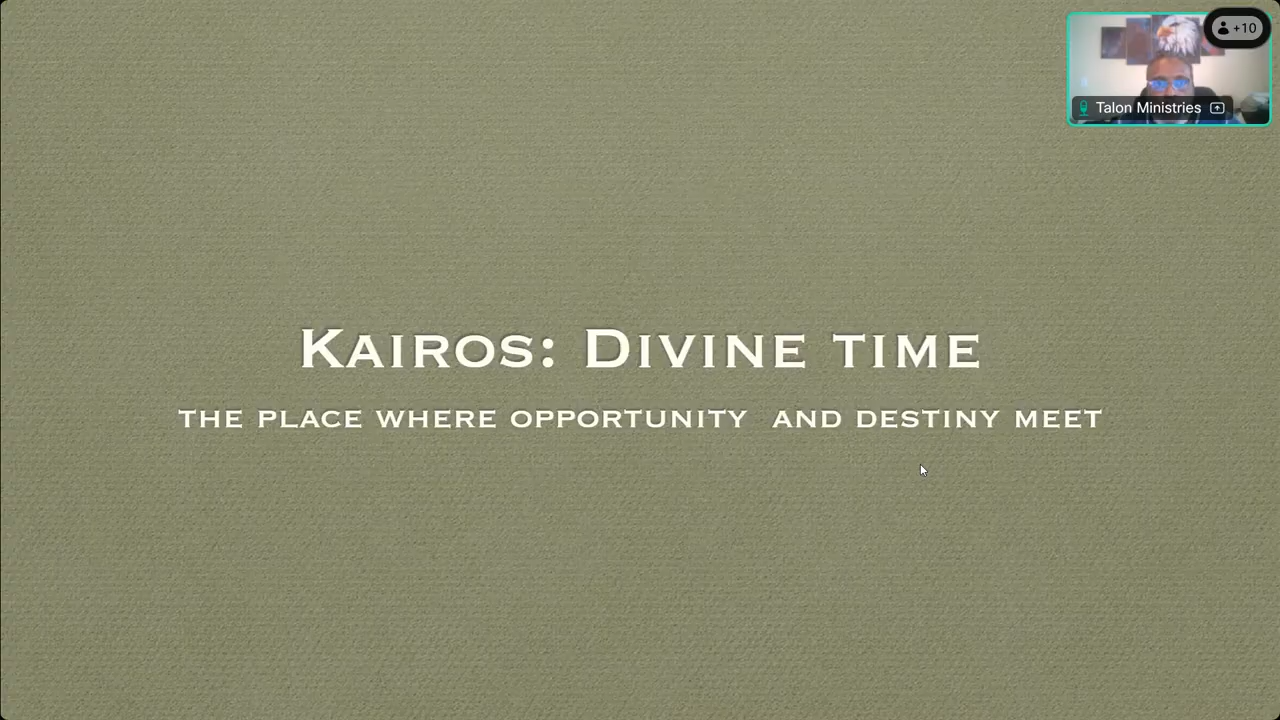 +10
Talon Ministries
Kairos: Divine time
the place where opportunity  and destiny meet